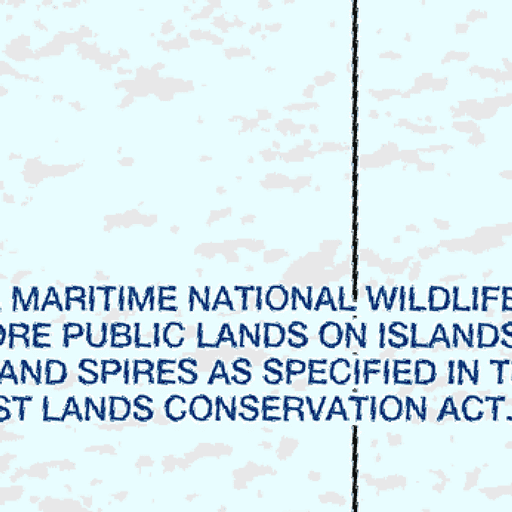 MARITIME NATIONAL WILDLIFE
ORE PUBLIC LANDS ON ISLANDS
AND SPIRES AS SPECIFIED IN T
ST LANDS CONSERVATION ACT.